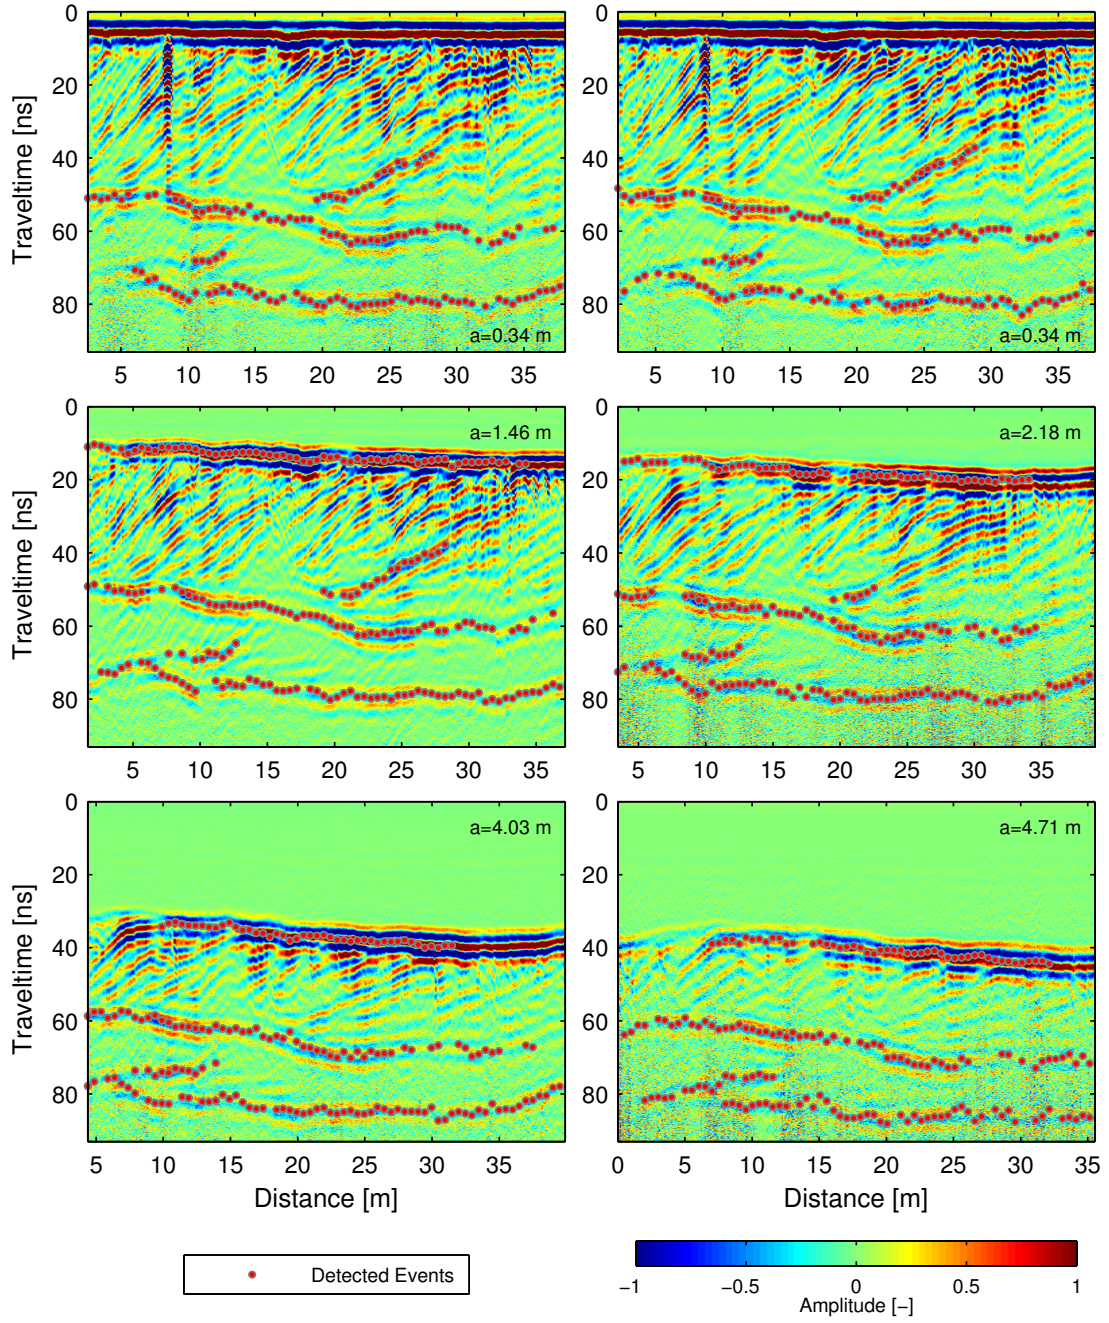 0
20
40
60
80
Traveltime [ns]
a=0.34 m
5 10 15 20 25 30 35
0
20
40
60
80
a=0.34 m
5 10 15 20 25 30 35
0
20
40
60
80
Traveltime [ns]
a=1.46 m
5 10 15 20 25 30 35
0
20
40
60
80
a=2.18 m
5 10 15 20 25 30 35
0
20
40
60
80
Traveltime [ns]
a=4.03 m
5 10 15 20 25 30 35
Distance [m]
0
20
40
60
80
a=4.71 m
0 5 10 15 20 25 30 35
Distance [m]
Detected Events
−1 −0.5 0 0.5 1
Amplitude [−]